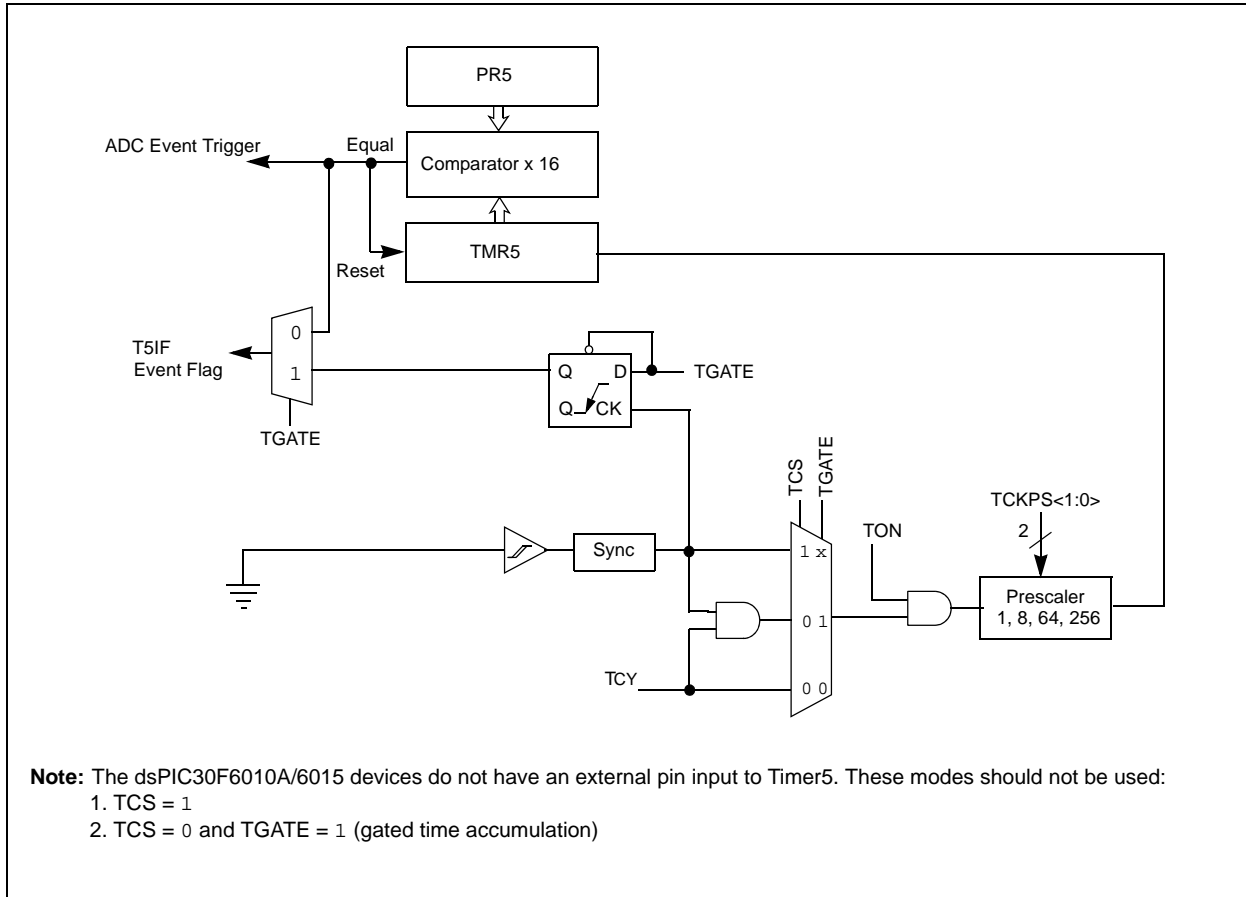 PR5
ADC Event Trigger
Equal
Comparator x 16
TMR5
Reset
0
T5IF
Event Flag
1
TGATE
Q D
Q CK
TGATE
TCS
TGATE
TCKPS<1:0>
2
TON
Sync
1 x
Prescaler
1, 8, 64, 256
0 1
TCY
0 0
Note: The dsPIC30F6010A/6015 devices do not have an external pin input to Timer5. These modes should not be used:
1. TCS = 1
2. TCS = 0 and TGATE = 1 (gated time accumulation)